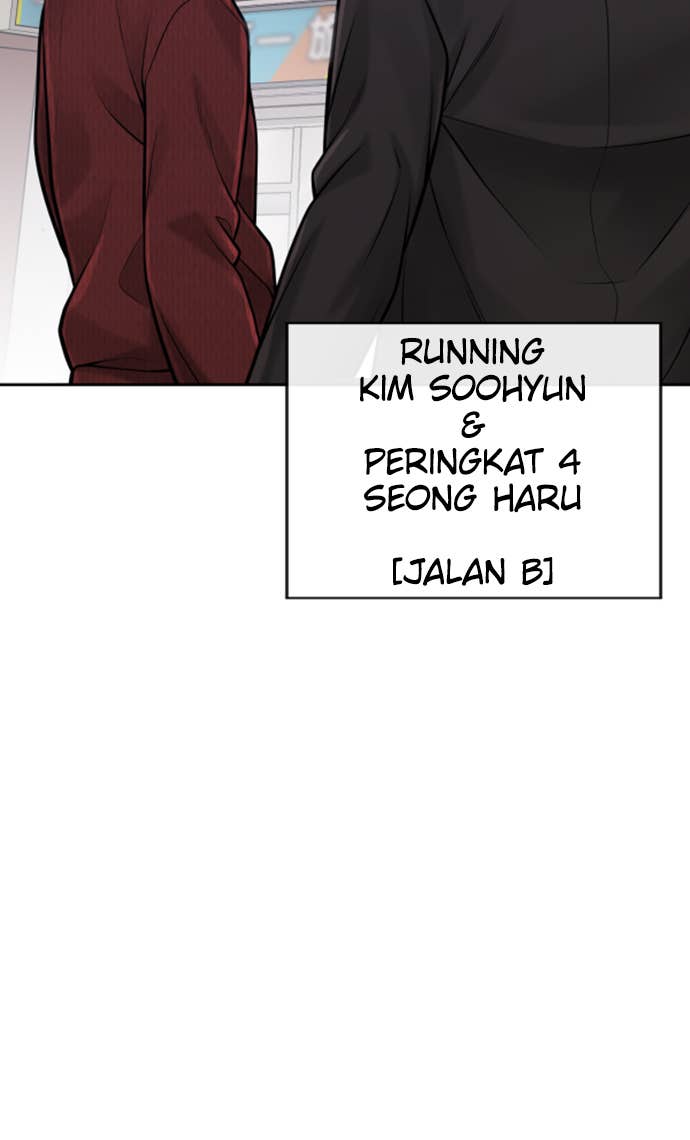 RUNNING
KIM SOOHYUN
&
PERINGKAT 4
SEONG HARU
[JALAN B]